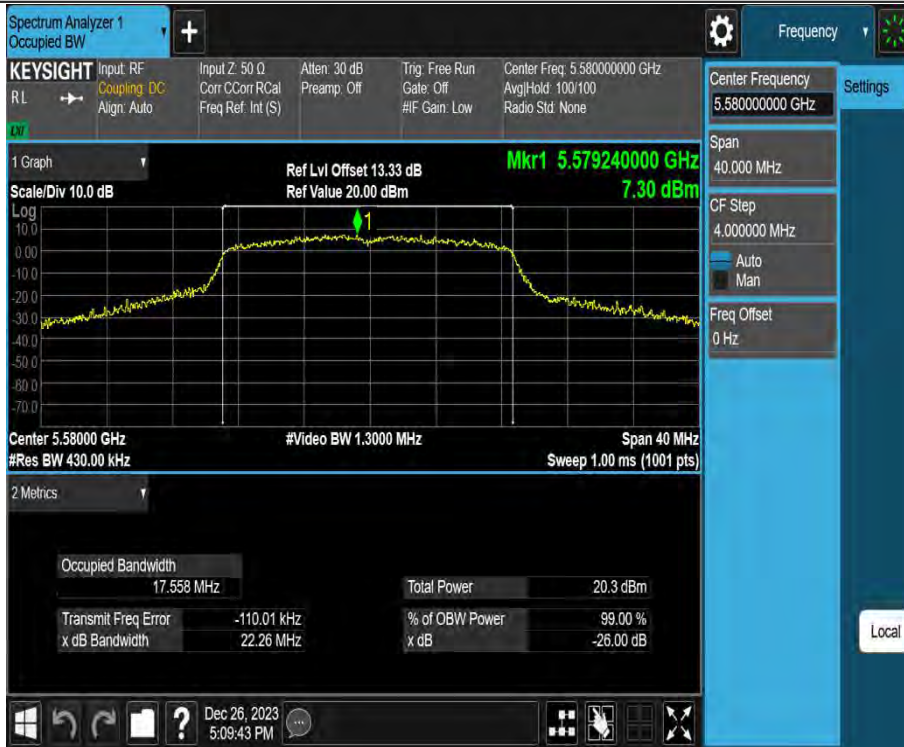 Spectrum Analyzer 1
Occupied BW
+
Frequency
KEYSIGHT
R L
LXI
Input: RF
Coupling: DC
Align: Auto
Input Z: 50 Ω
Corr CCorr RCal
Freq Ref: Int (S)
Atten: 30 dB
Preamp: Off
Trig: Free Run
Gate: Off
#IF Gain: Low
Center Freq: 5.580000000 GHz
Avg|Hold: 100/100
Radio Std: None
Center Frequency
5.580000000 GHz
Settings
Span
40.000 MHz
CF Step
4.000000 MHz
Auto
Man
Freq Offset
0 Hz
1 Graph
Scale/Div 10.0 dB
Ref Lvl Offset 13.33 dB
Ref Value 20.00 dBm
Mkr1 5.579240000 GHz
7.30 dBm
Log
10.0
0.00
-10.0
-20.0
-30.0
-40.0
-50.0
-60.0
-70.0
1
Center 5.58000 GHz
#Res BW 430.00 kHz
#Video BW 1.3000 MHz
Span 40 MHz
Sweep 1.00 ms (1001 pts)
2 Metrics
Occupied Bandwidth
17.558 MHz
Total Power 20.3 dBm
Transmit Freq Error -110.01 kHz
% of OBW Power 99.00 %
x dB Bandwidth 22.26 MHz
x dB -26.00 dB
Local
?
Dec 26, 2023
5:09:43 PM